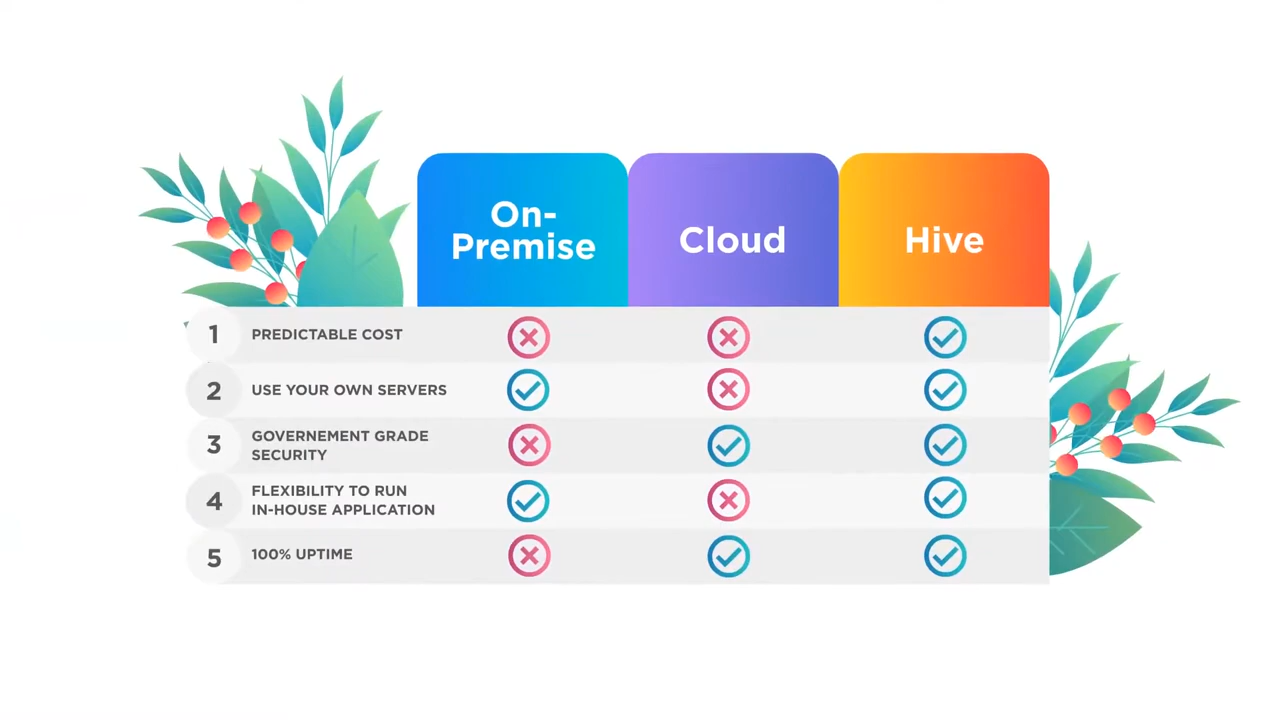 On-
Premise
Cloud
Hive
1
PREDICTABLE COST
2
USE YOUR OWN SERVERS
3
GOVERNEMENT GRADE
SECURITY
4
FLEXIBILITY TO RUN
IN-HOUSE APPLICATION
5
100% UPTIME